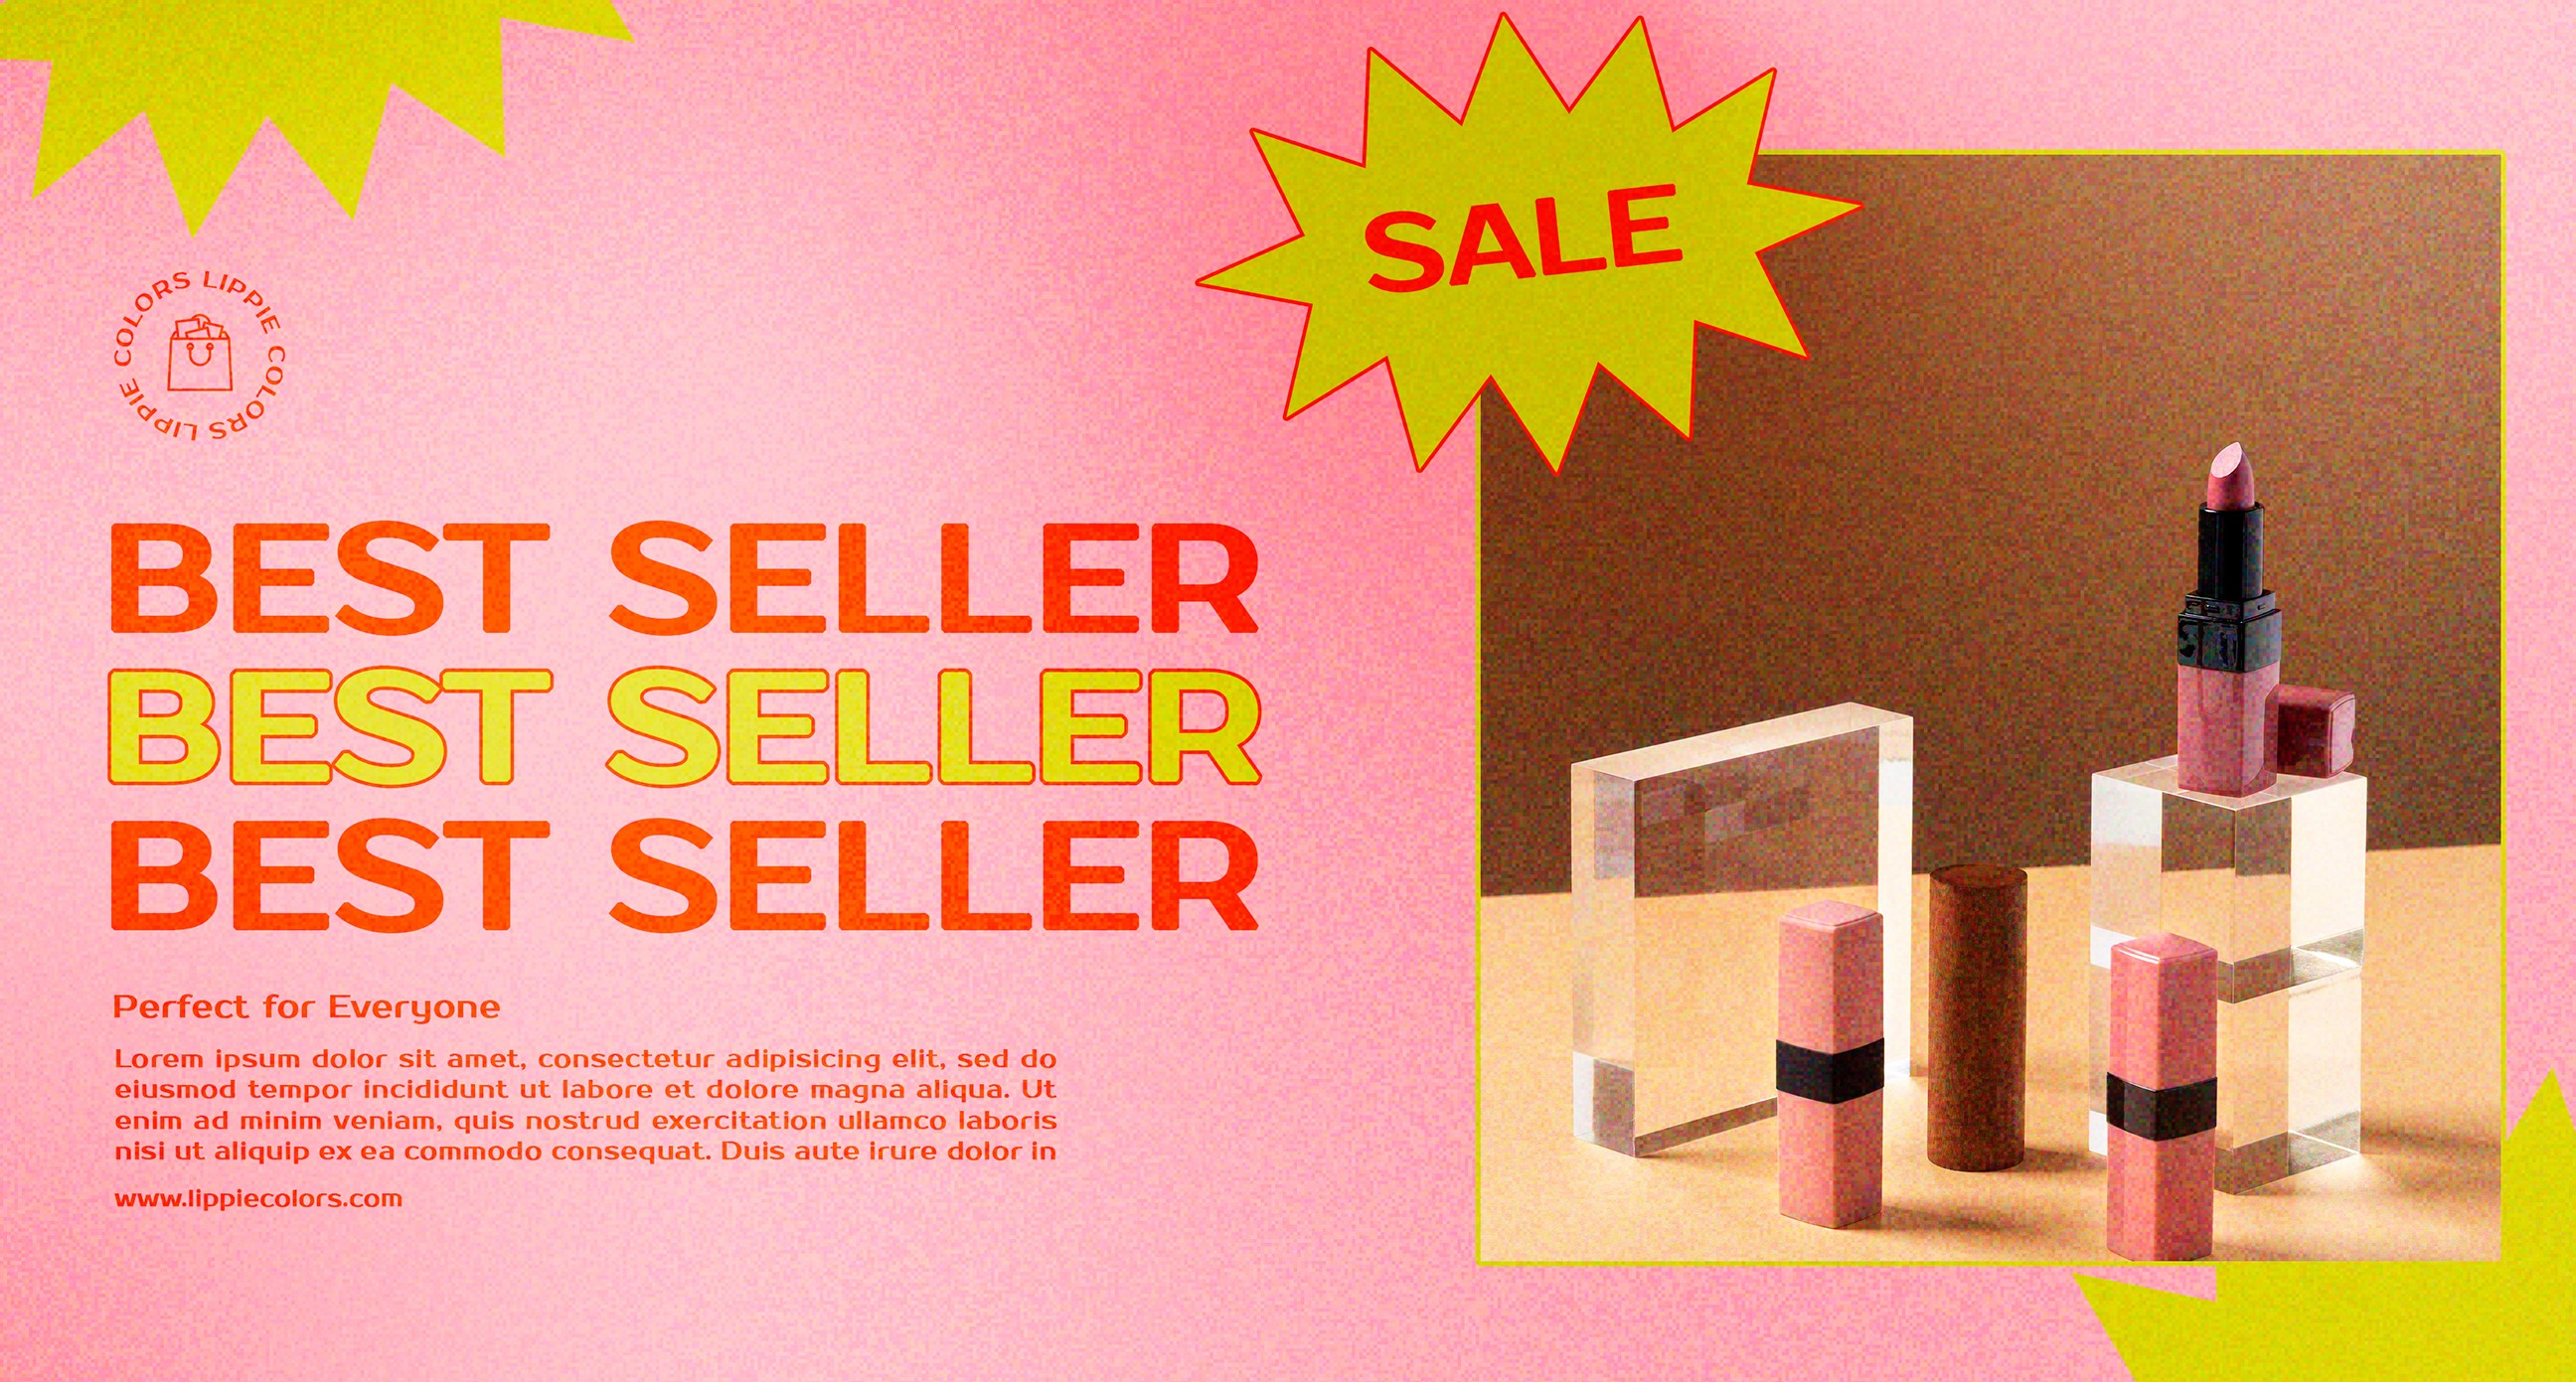 COLORS LIPPIE COLORS LIPPIE
SALE
BEST SELLER
BEST SELLER
BEST SELLER
Perfect for Everyone
Lorem ipsum dolor sit amet, consectetur adipisicing elit, sed do
eiusmod tempor incididunt ut labore et dolore magna aliqua. Ut
enim ad minim veniam, quis nostrud exercitation ullamco laboris
nisi ut aliquip ex ea commodo consequat. Duis aute irure dolor in
www.lippiecolors.com